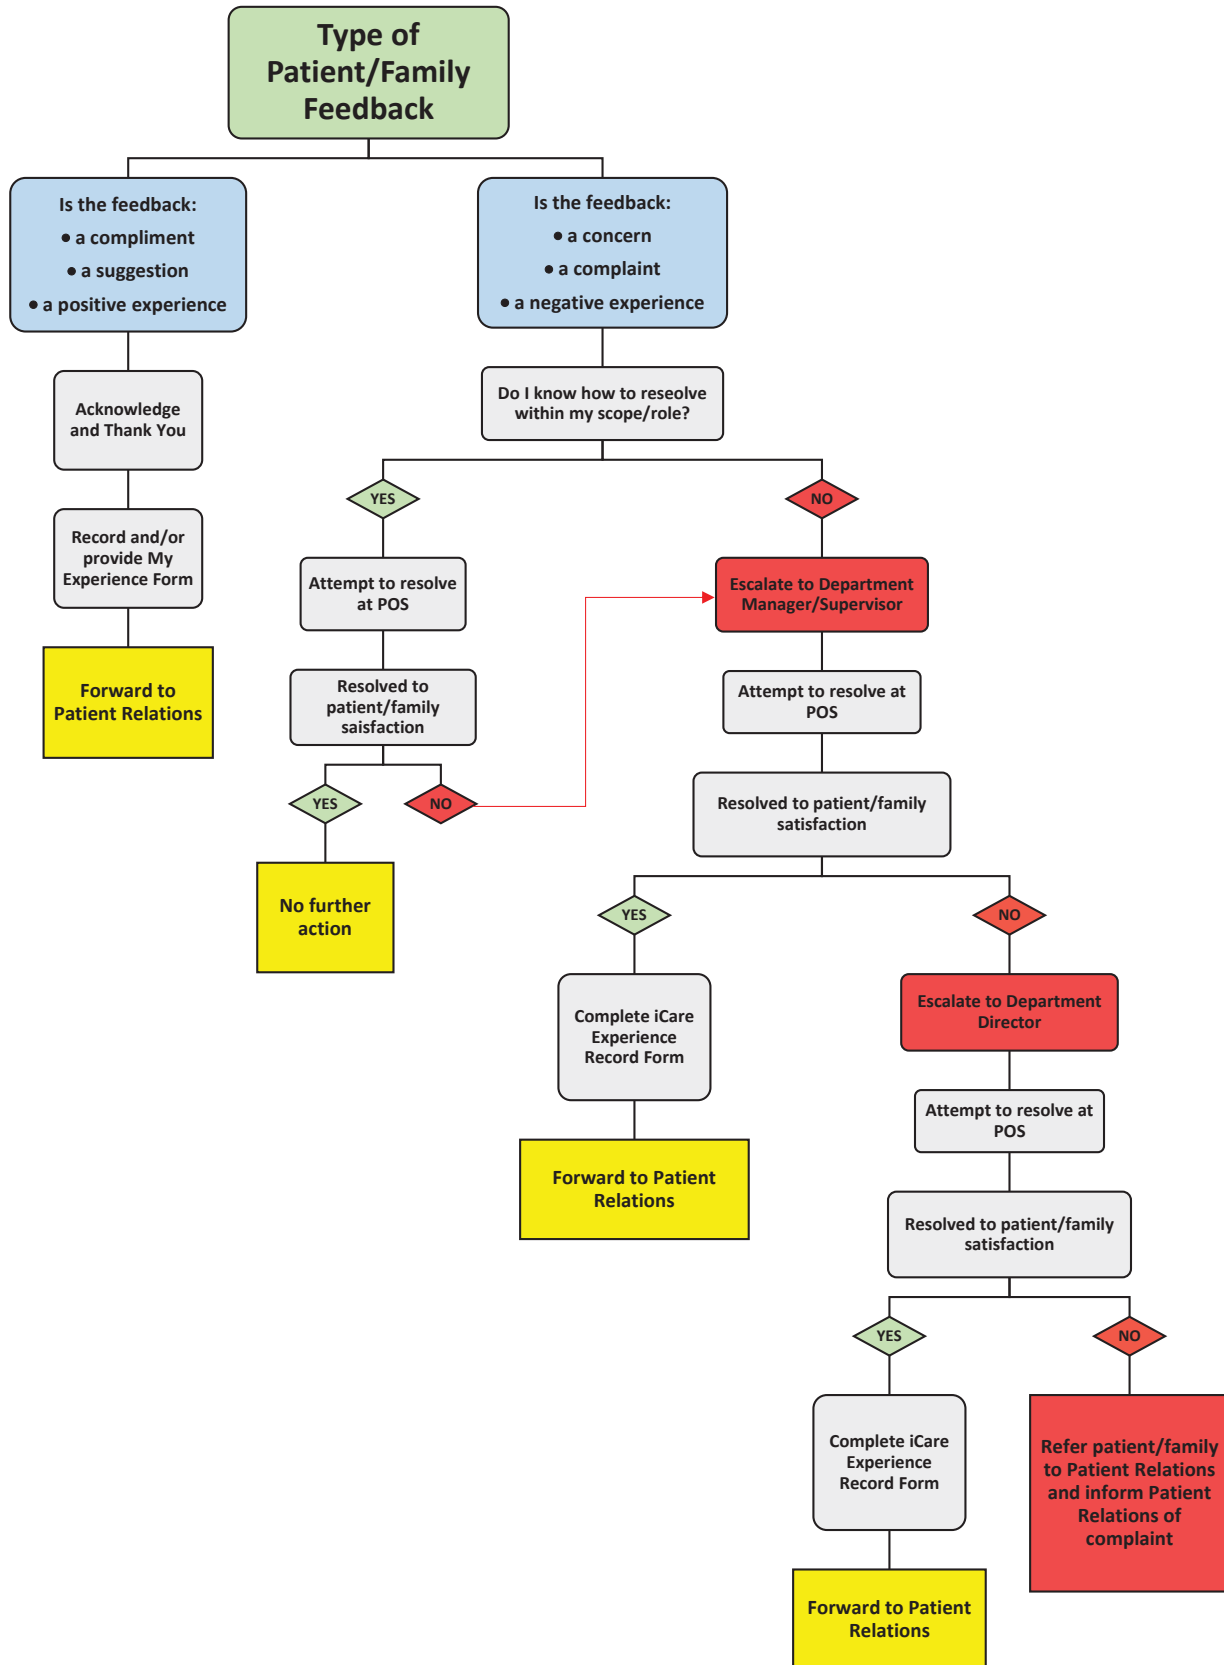 Type of
Patient/Family
Feedback
Is the feedback:
• a compliment
• a suggestion
• a positive experience
Is the feedback:
• a concern
• a complaint
• a negative experience
Acknowledge
and Thank You
Do I know how to reseolve
within my scope/role?
YES
NO
Record and/or
provide My
Experience Form
Attempt to resolve
at POS
Escalate to Department
Manager/Supervisor
Forward to
Patient Relations
Resolved to
patient/family
saisfaction
Attempt to resolve at
POS
YES
NO
Resolved to patient/family
satisfaction
No further
action
YES
NO
Complete iCare
Experience
Record Form
Escalate to Department
Director
Attempt to resolve at
POS
Forward to Patient
Relations
Resolved to patient/family
satisfaction
YES
NO
Complete iCare
Experience
Record Form
Refer patient/family
to Patient Relations
and inform Patient
Relations of
complaint
Forward to Patient
Relations